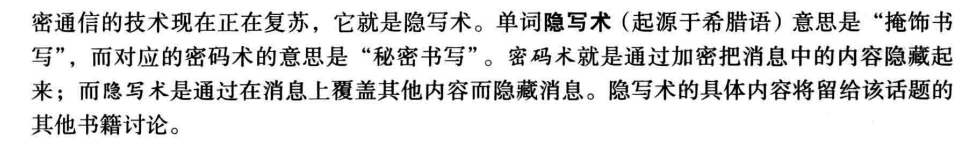 密通信的技术现在正在复苏，它就是隐写术。单词隐写术（起源于希腊语）意思是“掩饰书
写”，而对应的密码术的意思是“秘密书写”。密码术就是通过加密把消息中的内容隐藏起
来；而隐写术是通过在消息上覆盖其他内容而隐藏消息。隐写术的具体内容将留给该话题的
其他书籍讨论。